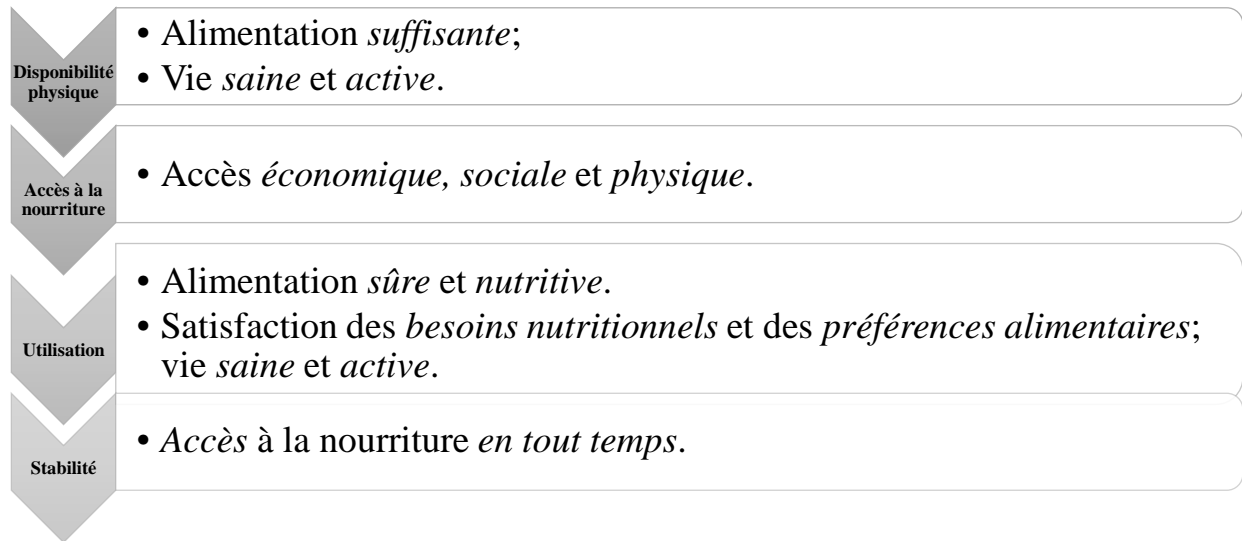 Disponibilité
physique
• Alimentation suffisante;
• Vie saine et active.
Accès à la
nourriture
• Accès économique, sociale et physique.
Utilisation
• Alimentation sûre et nutritive.
• Satisfaction des besoins nutritionnels et des préférences alimentaires;
vie saine et active.
Stabilité
• Accès à la nourriture en tout temps.